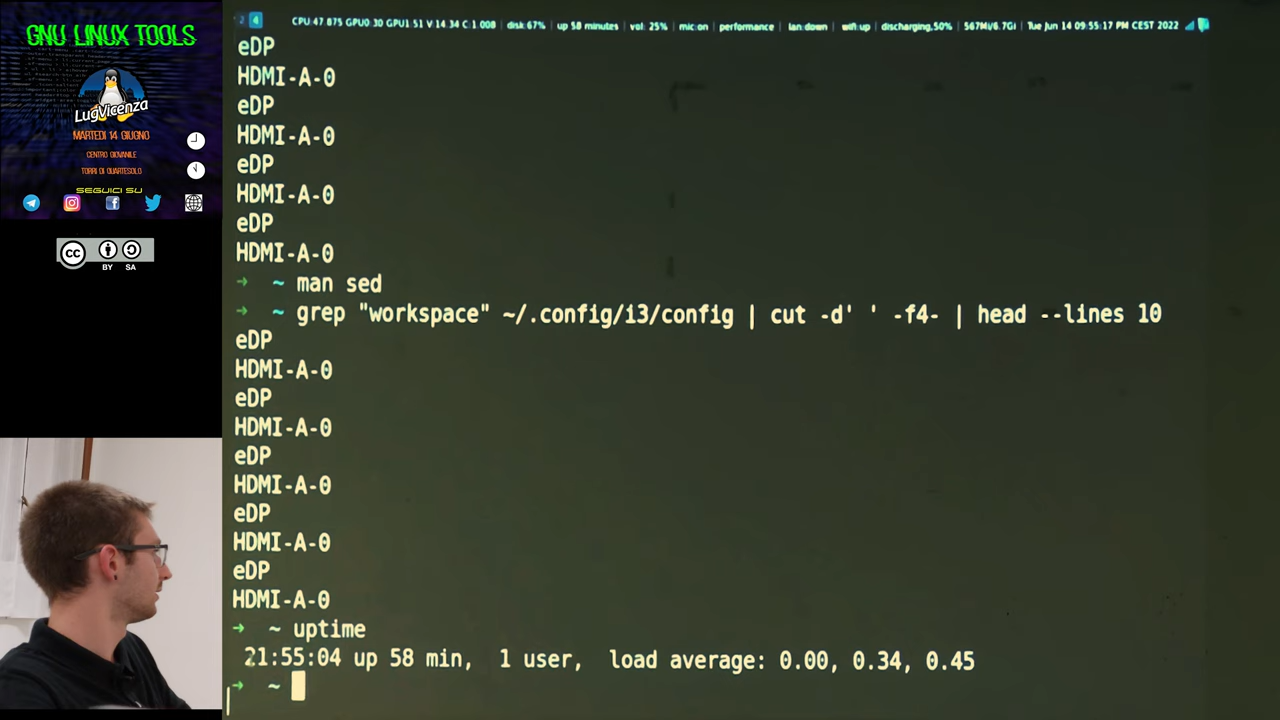 GNU LINUX TOOLS
LugVicenza
MARTEDI 14 GIUGNO
CENTRO GIOVANILE
TORRI DI QUARTESOLO
SEGUICI SU
CC BY SA
2 4 CPU:47 875 GPU0:30 GPU1:51 V:14.34 C:1.008 | disk:67% | up 58 minutes | vol: 25% | mic:on | performance | lan:down | wifi:up | discharging,50% | 567Mi/6.7Gi | Tue Jun 14 09:55:17 PM CEST 2022
eDP
HDMI-A-0
eDP
HDMI-A-0
eDP
HDMI-A-0
eDP
HDMI-A-0
→ ~ man sed
→ ~ grep "workspace" ~/.config/i3/config | cut -d' ' -f4- | head --lines 10
eDP
HDMI-A-0
eDP
HDMI-A-0
eDP
HDMI-A-0
eDP
HDMI-A-0
eDP
HDMI-A-0
→ ~ uptime
21:55:04 up 58 min, 1 user, load average: 0.00, 0.34, 0.45
→ ~